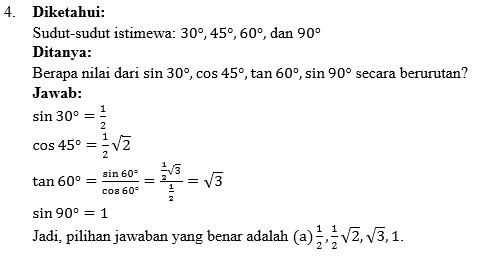 4. Diketahui:
Sudut-sudut istimewa: 30°, 45°, 60°, dan 90°
Ditanya:
Berapa nilai dari sin 30°, cos 45°, tan 60°, sin 90° secara berurutan?
Jawab:
sin 30° = 1/2
cos 45° = 1/2 √2
tan 60° = sin 60°/cos 60° = (1/2 √3)/(1/2) = √3
sin 90° = 1
Jadi, pilihan jawaban yang benar adalah (a) 1/2, 1/2 √2, √3, 1.